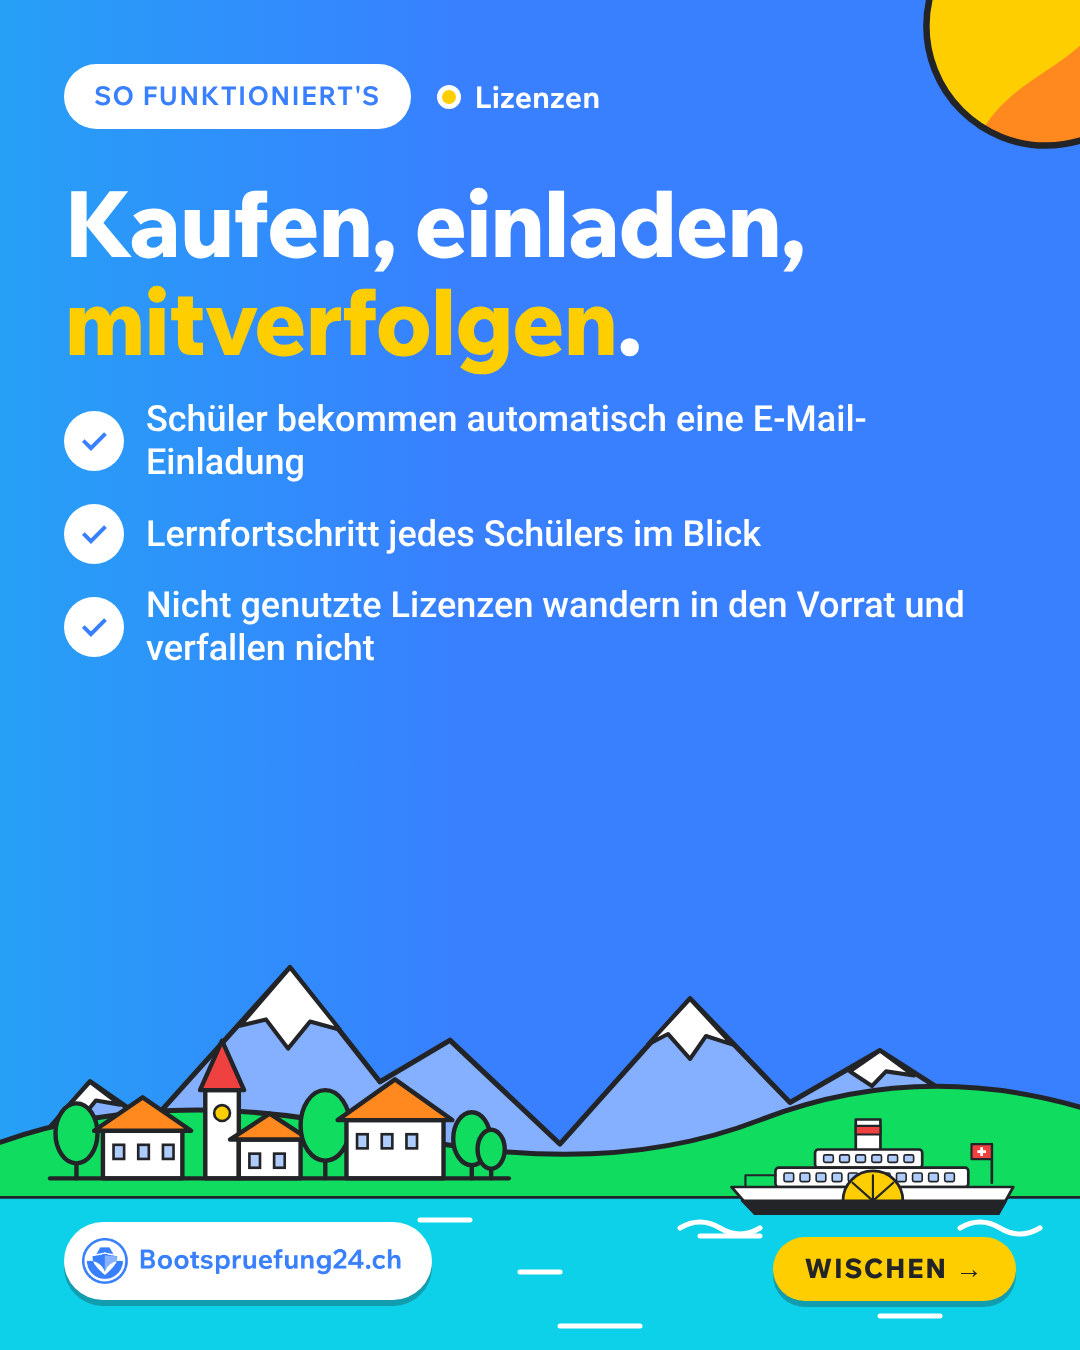 SO FUNKTIONIERT'S
Lizenzen
Kaufen, einladen,
mitverfolgen.
Schüler bekommen automatisch eine E-Mail-
Einladung
Lernfortschritt jedes Schülers im Blick
Nicht genutzte Lizenzen wandern in den Vorrat und
verfallen nicht
Bootspruefung24.ch
WISCHEN →